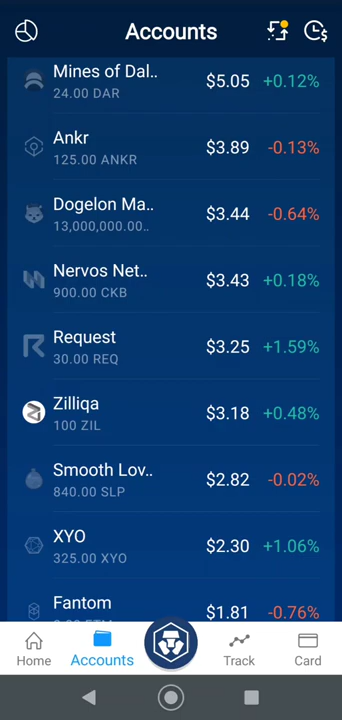 Accounts
Mines of Dal..
$5.05 +0.12%
24.00 DAR
Ankr
$3.89 -0.13%
125.00 ANKR
Dogelon Ma..
$3.44 -0.64%
13,000,000.00..
Nervos Net..
$3.43 +0.18%
900.00 CKB
Request
$3.25 +1.59%
30.00 REQ
Zilliqa
$3.18 +0.48%
100 ZIL
Smooth Lov..
$2.82 -0.02%
840.00 SLP
XYO
$2.30 +1.06%
325.00 XYO
Fantom
$1.81 -0.76%
Home Accounts Track Card